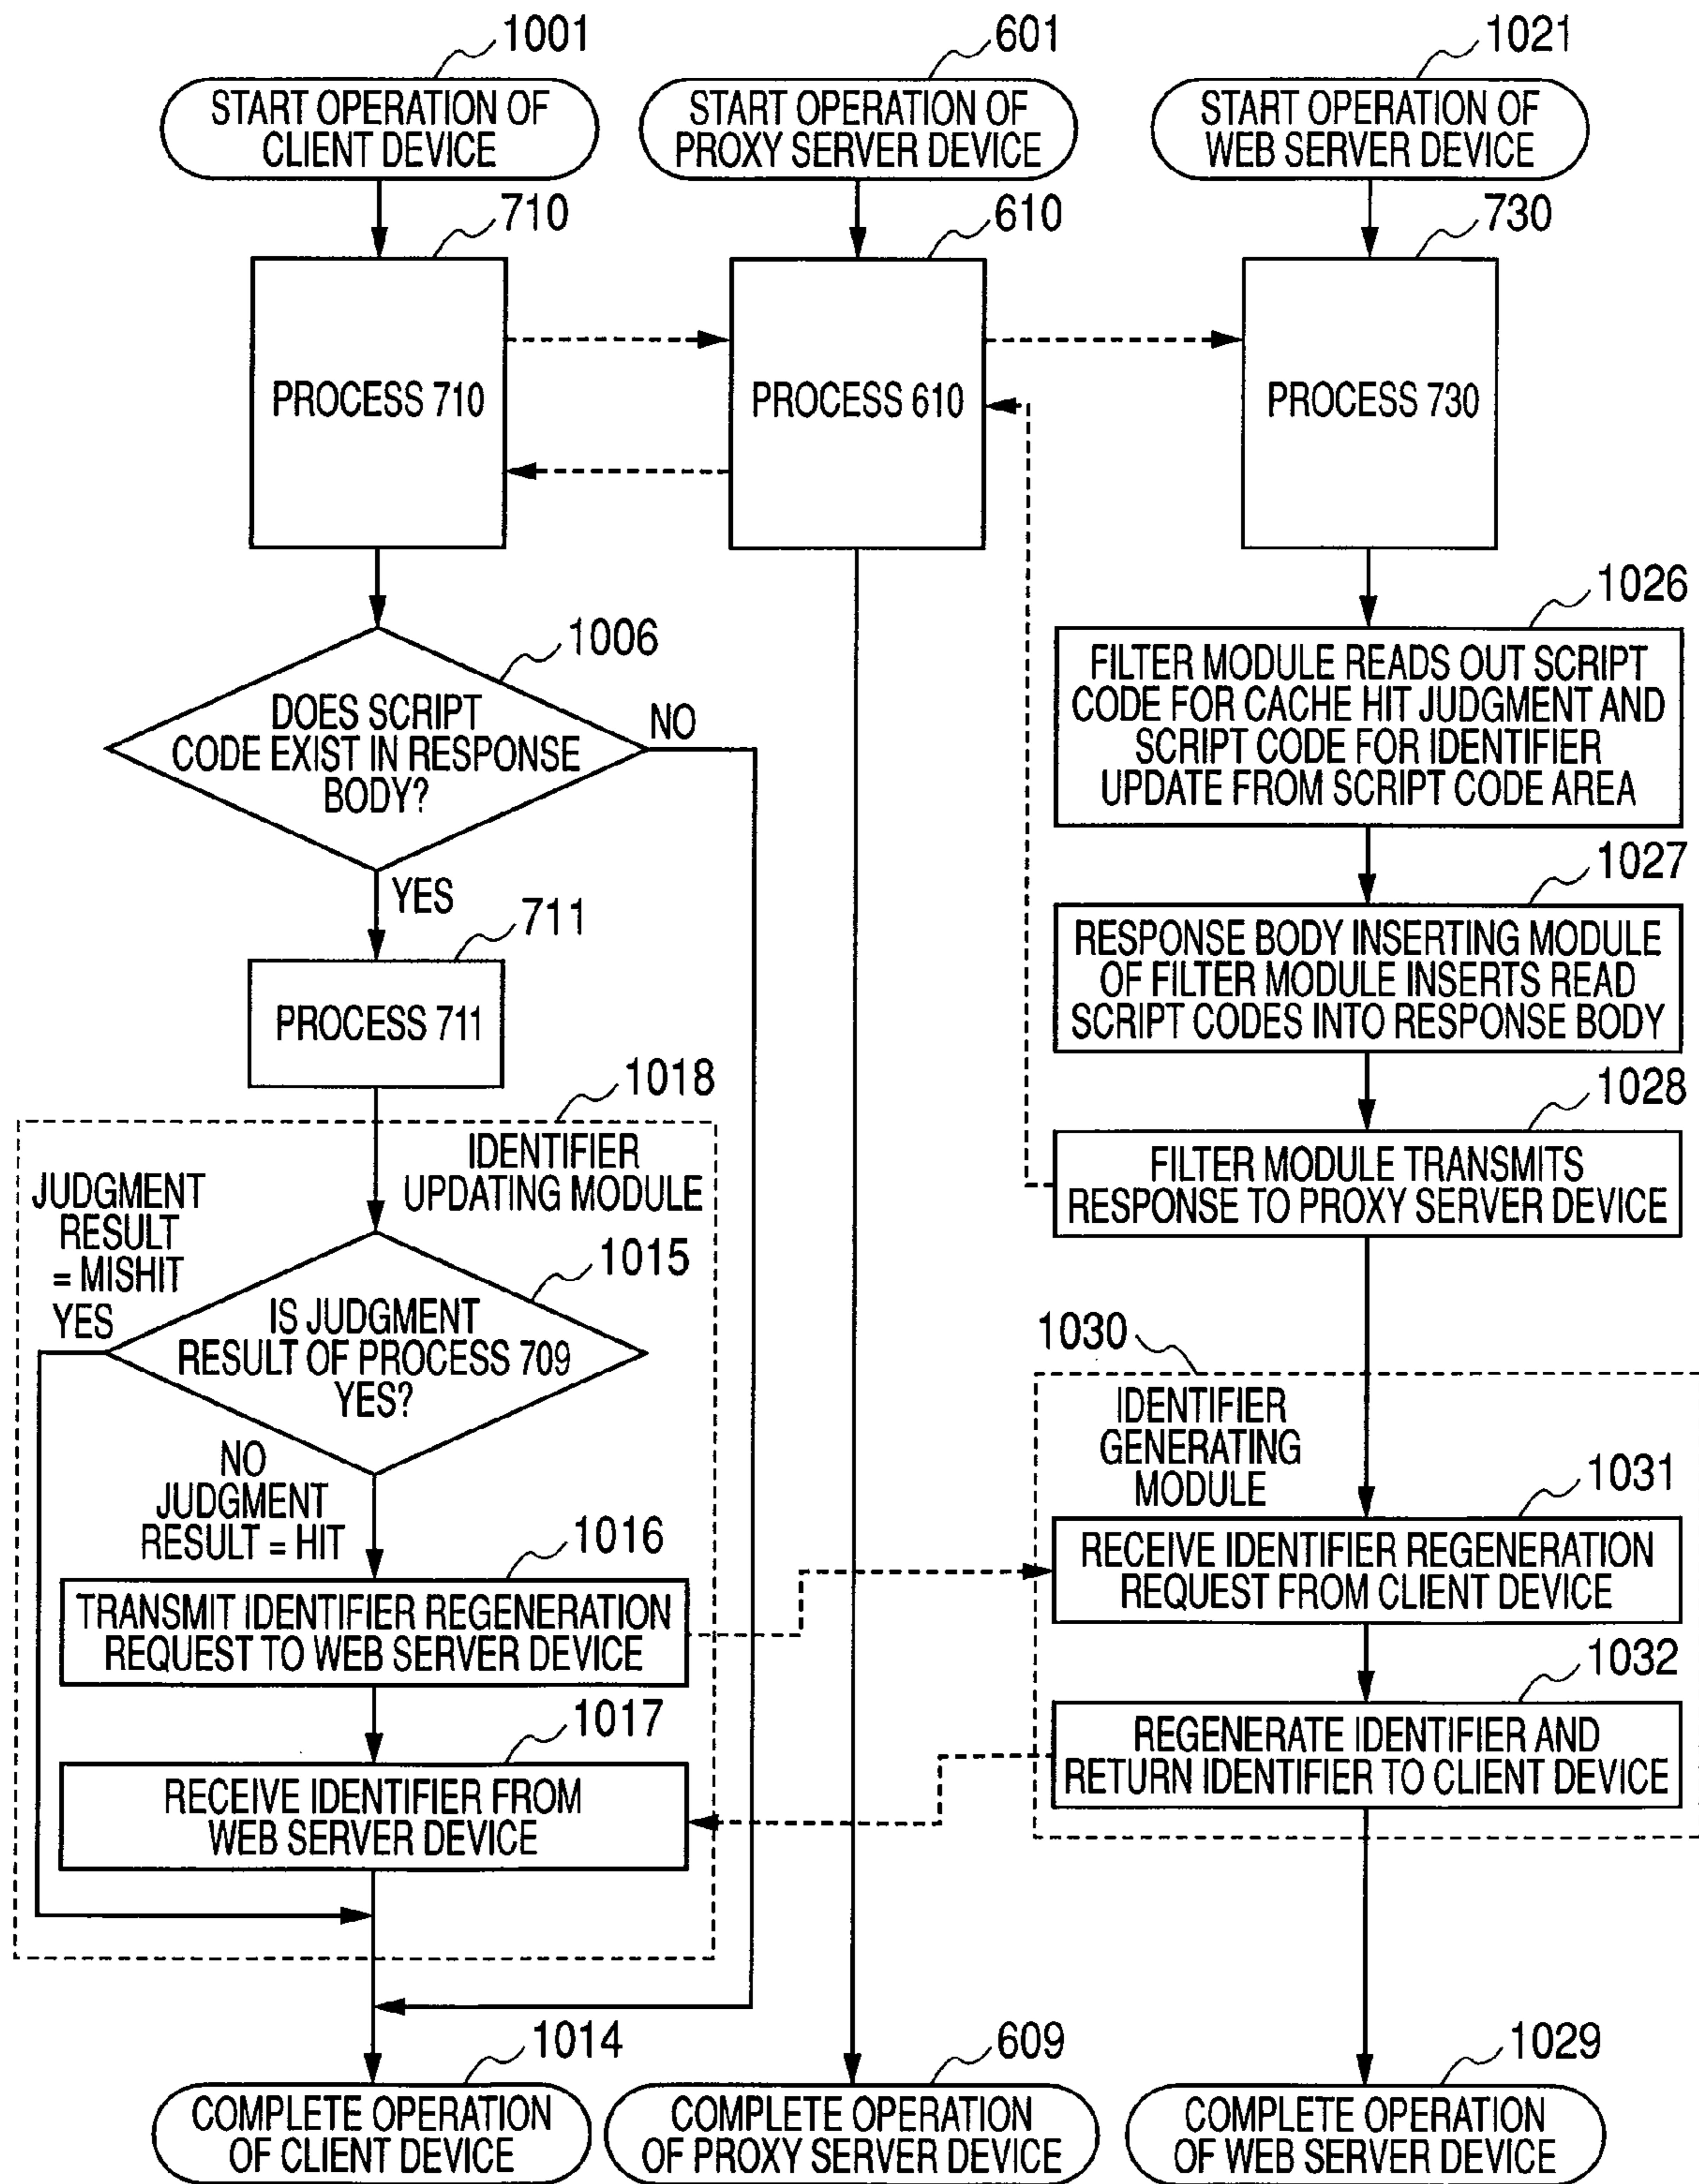 1001
601
1021
START OPERATION OF
CLIENT DEVICE
START OPERATION OF
PROXY SERVER DEVICE
START OPERATION OF
WEB SERVER DEVICE
710
610
730
PROCESS 710
PROCESS 610
PROCESS 730
1006
DOES SCRIPT
CODE EXIST IN RESPONSE
BODY?
NO
YES
711
PROCESS 711
1026
FILTER MODULE READS OUT SCRIPT
CODE FOR CACHE HIT JUDGMENT AND
SCRIPT CODE FOR IDENTIFIER
UPDATE FROM SCRIPT CODE AREA
1027
RESPONSE BODY INSERTING MODULE
OF FILTER MODULE INSERTS READ
SCRIPT CODES INTO RESPONSE BODY
1028
FILTER MODULE TRANSMITS
RESPONSE TO PROXY SERVER DEVICE
1018
IDENTIFIER
UPDATING MODULE
JUDGMENT
RESULT
= MISHIT
YES
1015
IS JUDGMENT
RESULT OF PROCESS 709
YES?
NO
JUDGMENT
RESULT = HIT
1016
TRANSMIT IDENTIFIER REGENERATION
REQUEST TO WEB SERVER DEVICE
1017
RECEIVE IDENTIFIER FROM
WEB SERVER DEVICE
1030
IDENTIFIER
GENERATING
MODULE
1031
RECEIVE IDENTIFIER REGENERATION
REQUEST FROM CLIENT DEVICE
1032
REGENERATE IDENTIFIER AND
RETURN IDENTIFIER TO CLIENT DEVICE
1014
609
1029
COMPLETE OPERATION
OF CLIENT DEVICE
COMPLETE OPERATION
OF PROXY SERVER DEVICE
COMPLETE OPERATION
OF WEB SERVER DEVICE